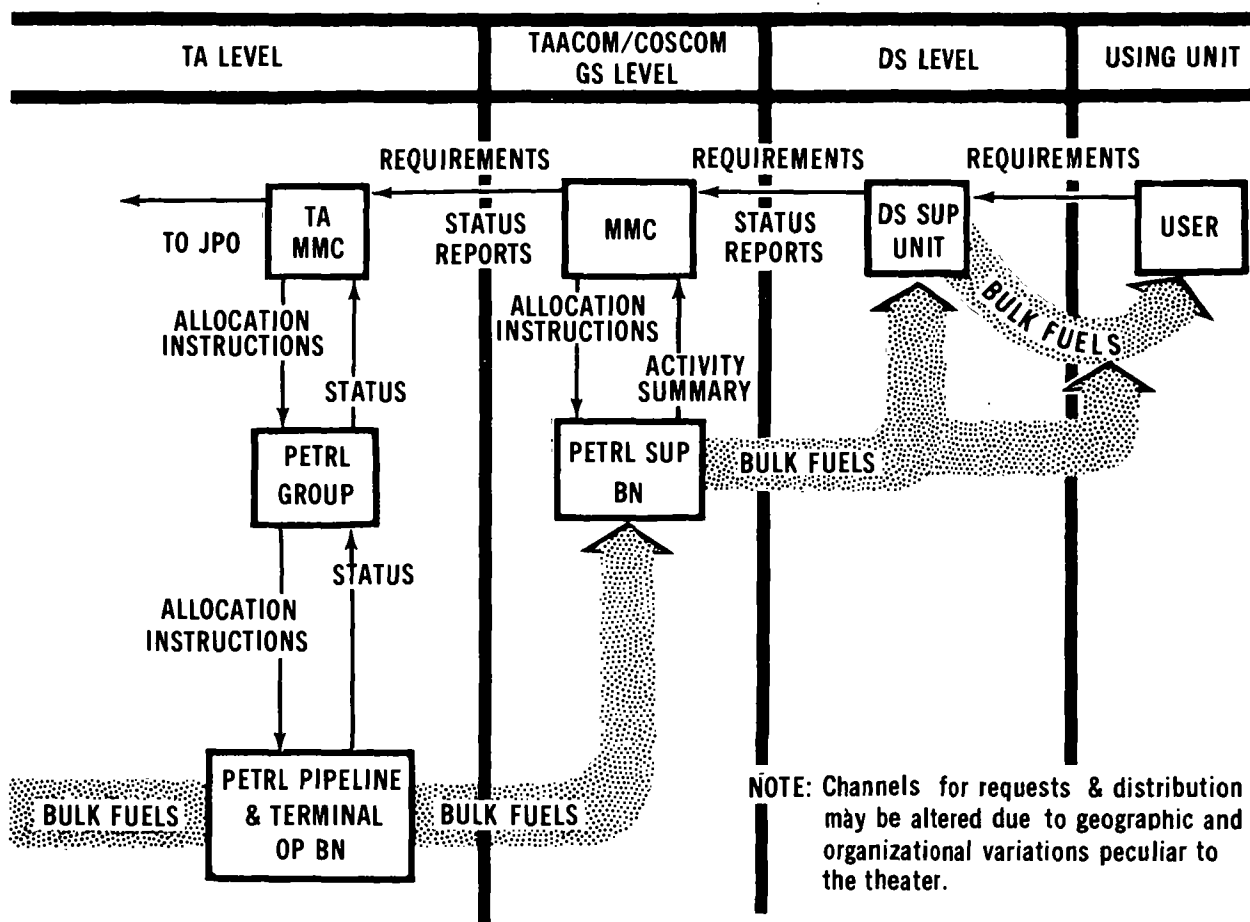 TA LEVEL
TAACOM/COSCOM
GS LEVEL
DS LEVEL
USING UNIT
REQUIREMENTS
REQUIREMENTS
REQUIREMENTS
TO JPO
TA
MMC
STATUS
REPORTS
MMC
STATUS
REPORTS
DS SUP
UNIT
USER
ALLOCATION
INSTRUCTIONS
STATUS
ALLOCATION
INSTRUCTIONS
ACTIVITY
SUMMARY
BULK FUELS
PETRL
GROUP
PETRL SUP
BN
BULK FUELS
ALLOCATION
INSTRUCTIONS
STATUS
BULK FUELS
PETRL PIPELINE
& TERMINAL
OP BN
BULK FUELS
NOTE: Channels for requests & distribution
may be altered due to geographic and
organizational variations peculiar to
the theater.